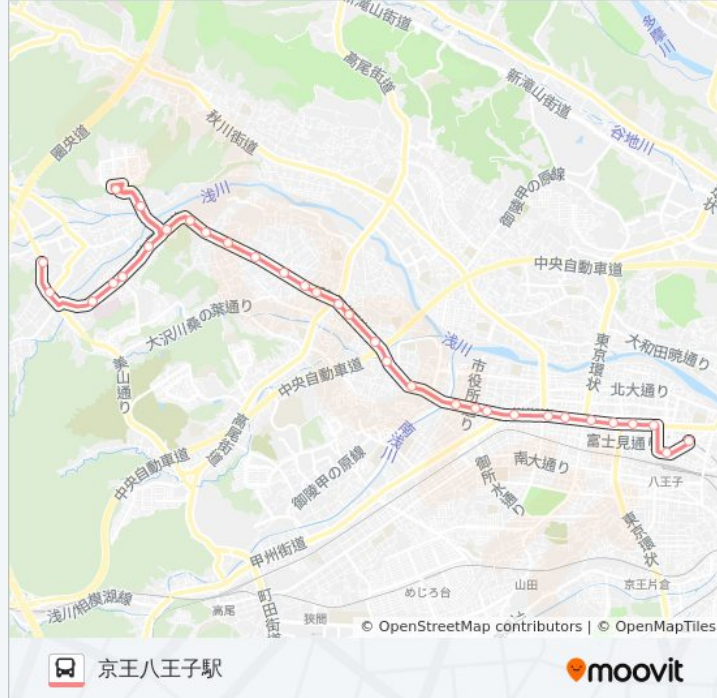 新滝山街道
多摩川
高尾街道
新滝山街道
圏央道
秋川街道
谷地川
浅川
御陵甲の原線
中央自動車道
大沢川桑の葉通り
浅川
東京環状
大和田暁通り
美山通り
中央自動車道
市役所
り
北大通り
高尾街道
南浅川
富士見通り
中央自動車道
御陵甲の原線
御所水通り
南大通り
八王子
甲州街道
東京環状
浅川相模湖線
高尾
町田街道
狭間
めじろ台
山田
京王片倉
© OpenStreetMap contributors | © OpenMapTiles
京王八王子駅
moovit